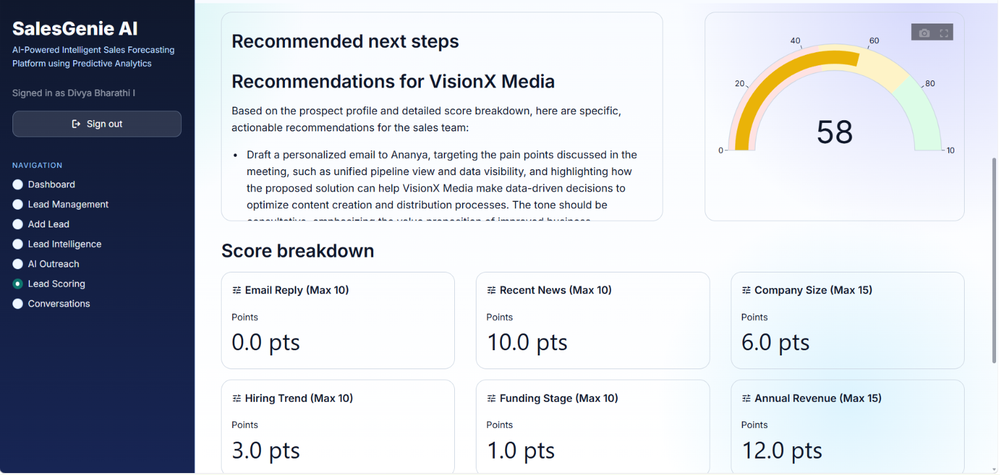 SalesGenie AI
AI-Powered Intelligent Sales Forecasting
Platform using Predictive Analytics
Signed in as Divya Bharathi I
Sign out
NAVIGATION
Dashboard
Lead Management
Add Lead
Lead Intelligence
AI Outreach
Lead Scoring
Conversations
Recommended next steps
Recommendations for VisionX Media
Based on the prospect profile and detailed score breakdown, here are specific,
actionable recommendations for the sales team:
• Draft a personalized email to Ananya, targeting the pain points discussed in the
meeting, such as unified pipeline view and data visibility, and highlighting how
the proposed solution can help VisionX Media make data-driven decisions to
optimize content creation and distribution processes. The tone should be
consultative, emphasizing the value proposition of improved business
0
20
40
60
80
10
58
Score breakdown
Email Reply (Max 10)
Points
0.0 pts
Recent News (Max 10)
Points
10.0 pts
Company Size (Max 15)
Points
6.0 pts
Hiring Trend (Max 10)
Points
3.0 pts
Funding Stage (Max 10)
Points
1.0 pts
Annual Revenue (Max 15)
Points
12.0 pts